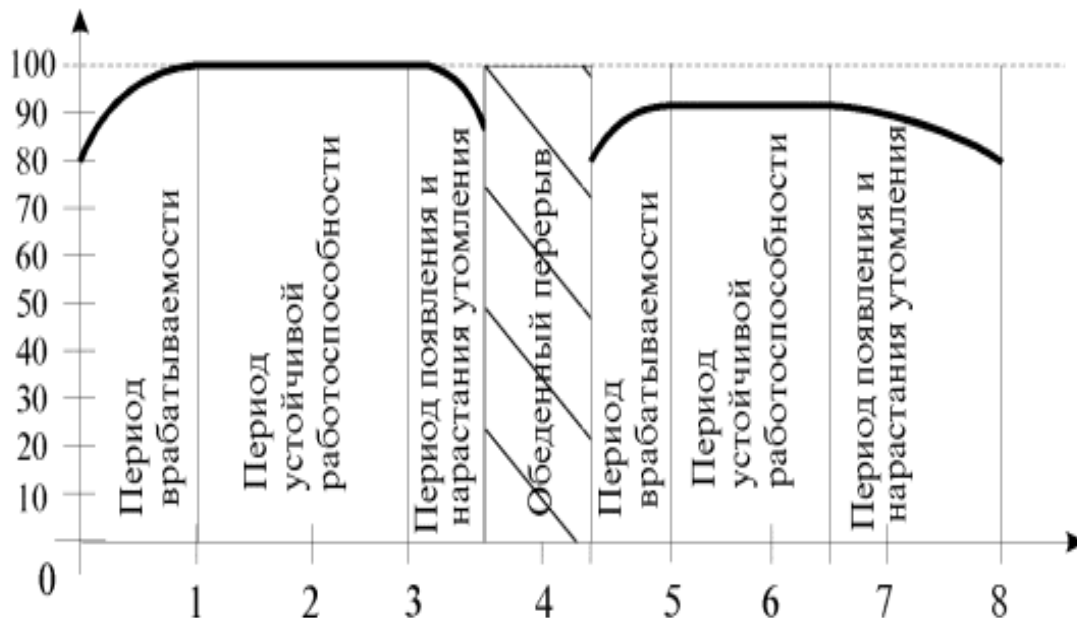 100
90
80
70
60
50
40
30
20
10
0
Период
врабатываемости
Период
устойчивой
работоспособности
Период появления и
нарастания утомления
Обеденный перерыв
Период
врабатываемости
Период
устойчивой
работоспособности
Период появления и
нарастания утомления
1 2 3 4 5 6 7 8